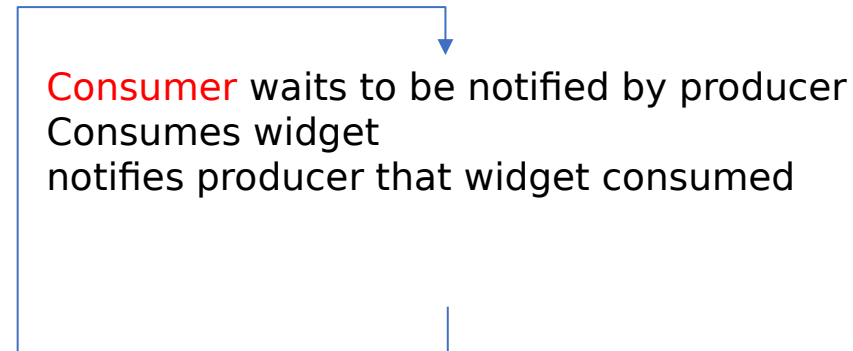 Consumer waits to be notified by producer
Consumes widget
notifies producer that widget consumed